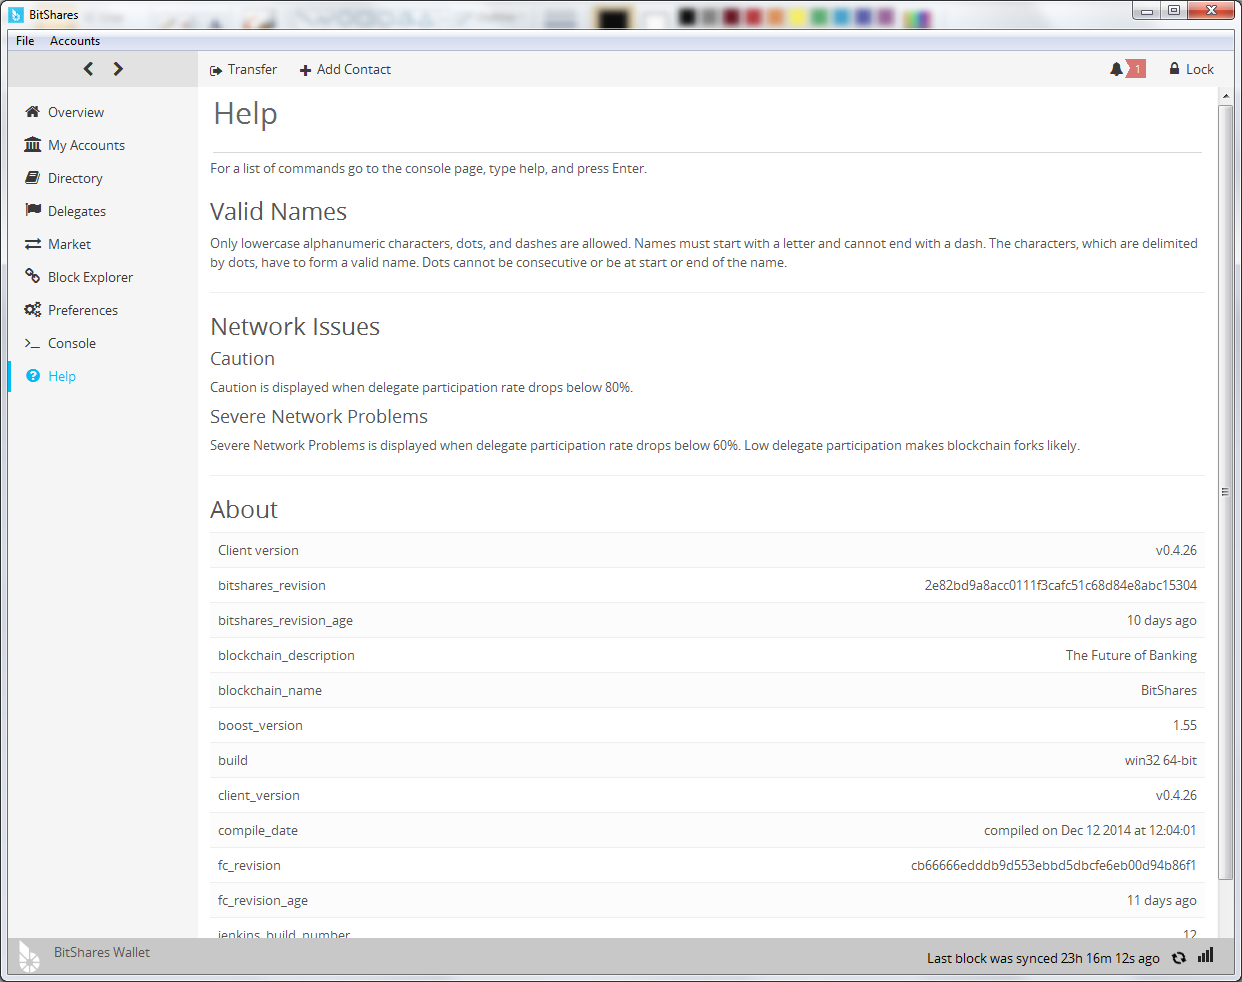 BitShares
File Accounts
Transfer Add Contact 1 Lock
Overview
My Accounts
Directory
Delegates
Market
Block Explorer
Preferences
Console
Help
Help
For a list of commands go to the console page, type help, and press Enter.
Valid Names
Only lowercase alphanumeric characters, dots, and dashes are allowed. Names must start with a letter and cannot end with a dash. The characters, which are delimited
by dots, have to form a valid name. Dots cannot be consecutive or be at start or end of the name.
Network Issues
Caution
Caution is displayed when delegate participation rate drops below 80%.
Severe Network Problems
Severe Network Problems is displayed when delegate participation rate drops below 60%. Low delegate participation makes blockchain forks likely.
About
Client version v0.4.26
bitshares_revision 2e82bd9a8acc0111f3cafc51c68d84e8abc15304
bitshares_revision_age 10 days ago
blockchain_description The Future of Banking
blockchain_name BitShares
boost_version 1.55
build win32 64-bit
client_version v0.4.26
compile_date compiled on Dec 12 2014 at 12:04:01
fc_revision cb66666edddb9d553ebbd5dbcfe6eb00d94b86f1
fc_revision_age 11 days ago
jenkins_build_number 12
BitShares Wallet
Last block was synced 23h 16m 12s ago